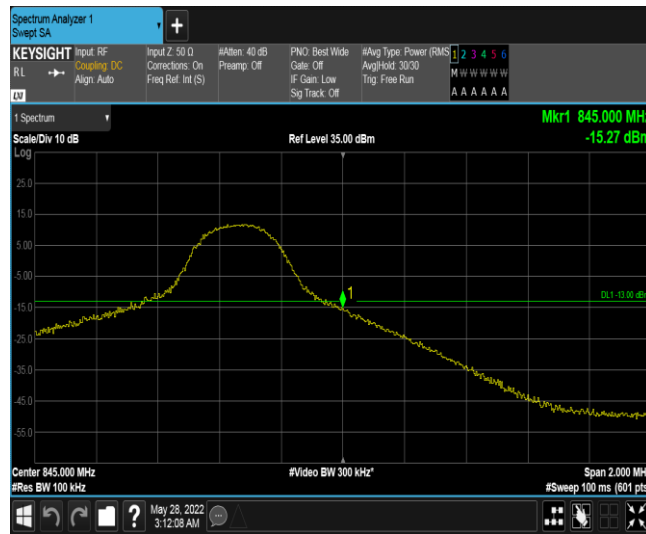 Spectrum Analyzer 1
Swept SA
+
KEYSIGHT Input: RF Input Z: 50 Ω #Atten: 40 dB PNO: Best Wide #Avg Type: Power (RMS 1 2 3 4 5 6
RL Coupling: DC Corrections: On Preamp: Off Gate: Off Avg|Hold: 30/30 M W W W W W
Align: Auto Freq Ref: Int (S) IF Gain: Low Trig: Free Run
LXI Sig Track: Off A A A A A A
1 Spectrum Mkr1 845.000 MHz
Scale/Div 10 dB Ref Level 35.00 dBm -15.27 dBm
Log
25.0
15.0
5.00
-5.00
1
DL1 -13.00 dBm
-15.0
-25.0
-35.0
-45.0
-55.0
Center 845.000 MHz #Video BW 300 kHz* Span 2.000 MH
#Res BW 100 kHz #Sweep 100 ms (601 pts
? May 28, 2022
3:12:08 AM